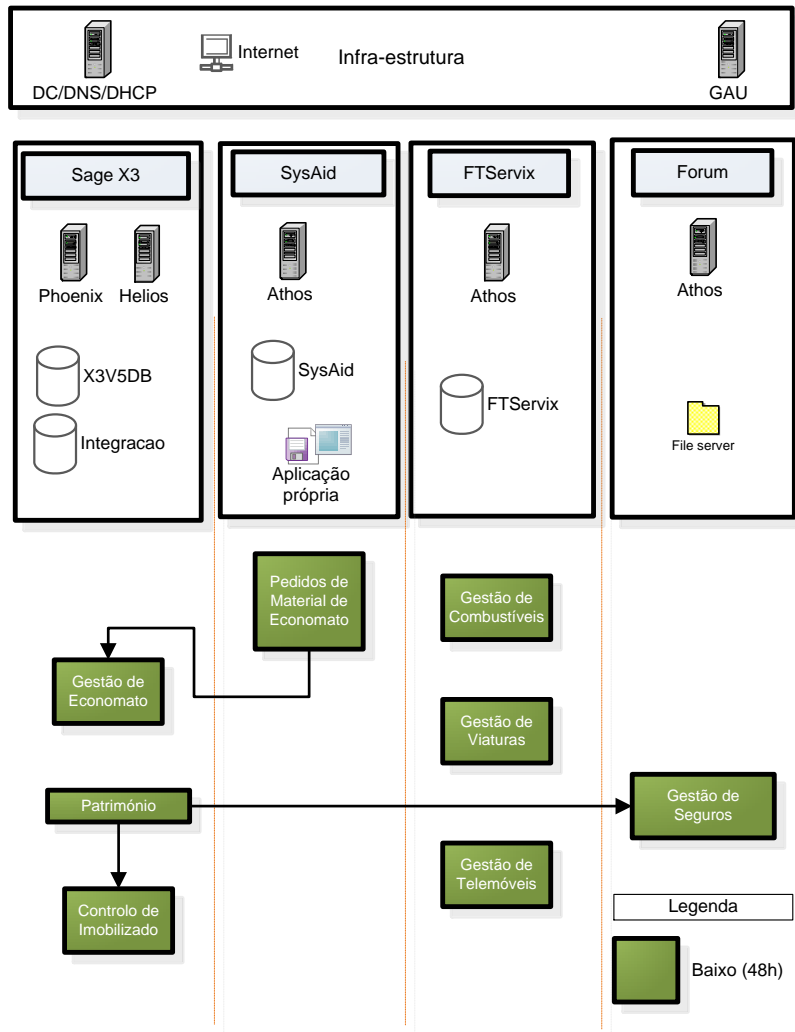 Internet
Infra-estrutura
DC/DNS/DHCP
GAU
Sage X3
SysAid
FTServix
Forum
Phoenix
Helios
Athos
Athos
Athos
X3V5DB
SysAid
FTServix
Integracao
File server
Aplicação
própria
Pedidos de
Material de
Economato
Gestão de
Combustíveis
Gestão de
Economato
Gestão de
Viaturas
Património
Gestão de
Seguros
Gestão de
Telemóveis
Controlo de
Imobilizado
Legenda
Baixo (48h)